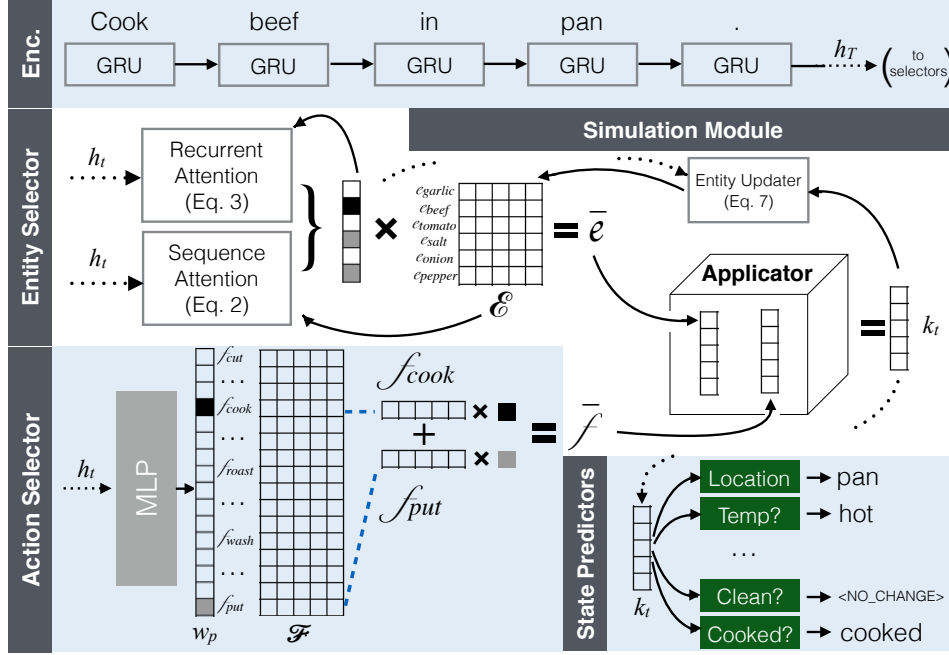 Enc.
Cook beef in pan .
GRU GRU GRU GRU GRU
h_T
(to selectors)
Simulation Module
Entity Selector
h_t
Recurrent
Attention
(Eq. 3)
h_t
Sequence
Attention
(Eq. 2)
}
×
e_garlic
e_beef
e_tomato
e_salt
e_onion
e_pepper
ℰ
= e̅
Entity Updater
(Eq. 7)
Applicator
= k_t
Action Selector
h_t
MLP
w_p
f_cut
...
f_cook
...
f_roast
...
f_wash
...
f_put
ℱ
f_cook
×
+
×
f_put
= f̅
State Predictors
k_t
Location pan
Temp? hot
...
Clean? <NO_CHANGE>
Cooked? cooked